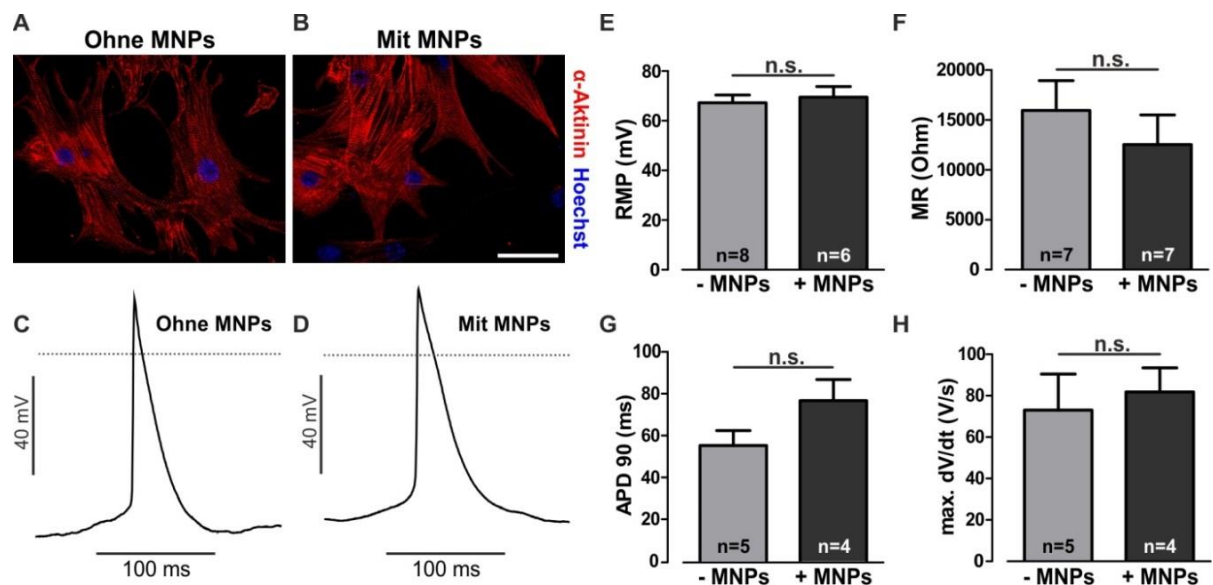 A
Ohne MNPs
B
Mit MNPs
α-Aktinin Hoechst
C
Ohne MNPs
40 mV
100 ms
D
Mit MNPs
40 mV
100 ms
E
n.s.
RMP (mV)
80
60
40
20
0
n=8
n=6
- MNPs
+ MNPs
F
n.s.
MR (Ohm)
20000
15000
10000
5000
0
n=7
n=7
- MNPs
+ MNPs
G
n.s.
APD 90 (ms)
100
80
60
40
20
0
n=5
n=4
- MNPs
+ MNPs
H
n.s.
max. dV/dt (V/s)
100
80
60
40
20
0
n=5
n=4
- MNPs
+ MNPs